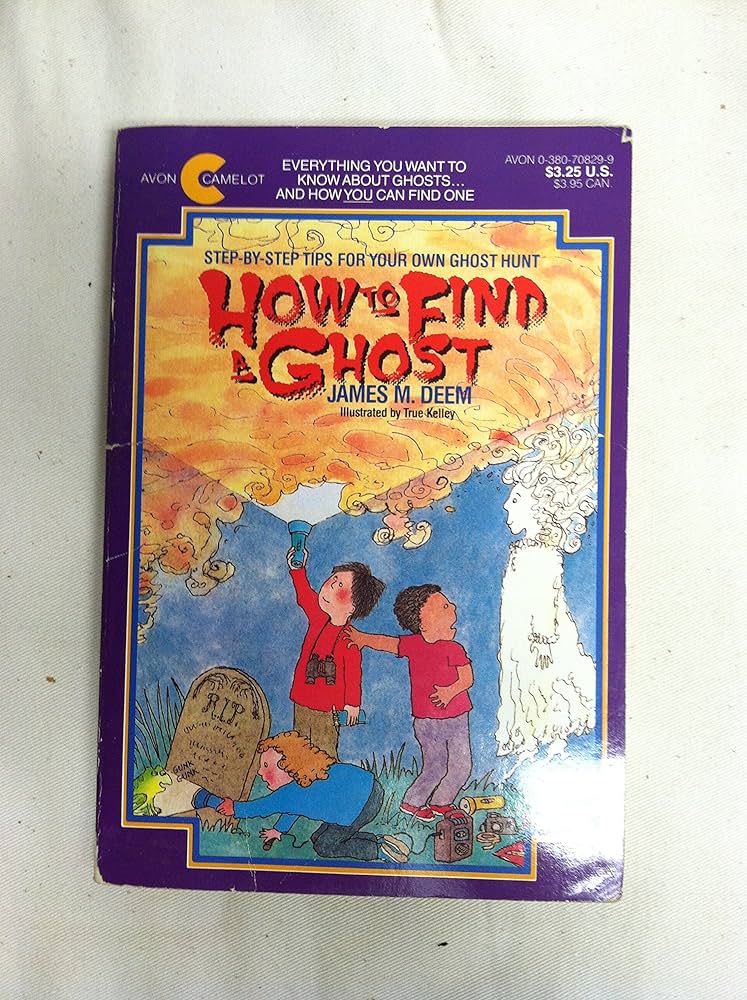 AVON CAMELOT
EVERYTHING YOU WANT TO
KNOW ABOUT GHOSTS...
AND HOW YOU CAN FIND ONE
AVON 0-380-70829-9
$3.25 U.S.
$3.95 CAN.
STEP-BY-STEP TIPS FOR YOUR OWN GHOST HUNT
HOW TO FIND
A GHOST
JAMES M. DEEM
Illustrated by True Kelley
R.I.P.
GUNK
GUNK